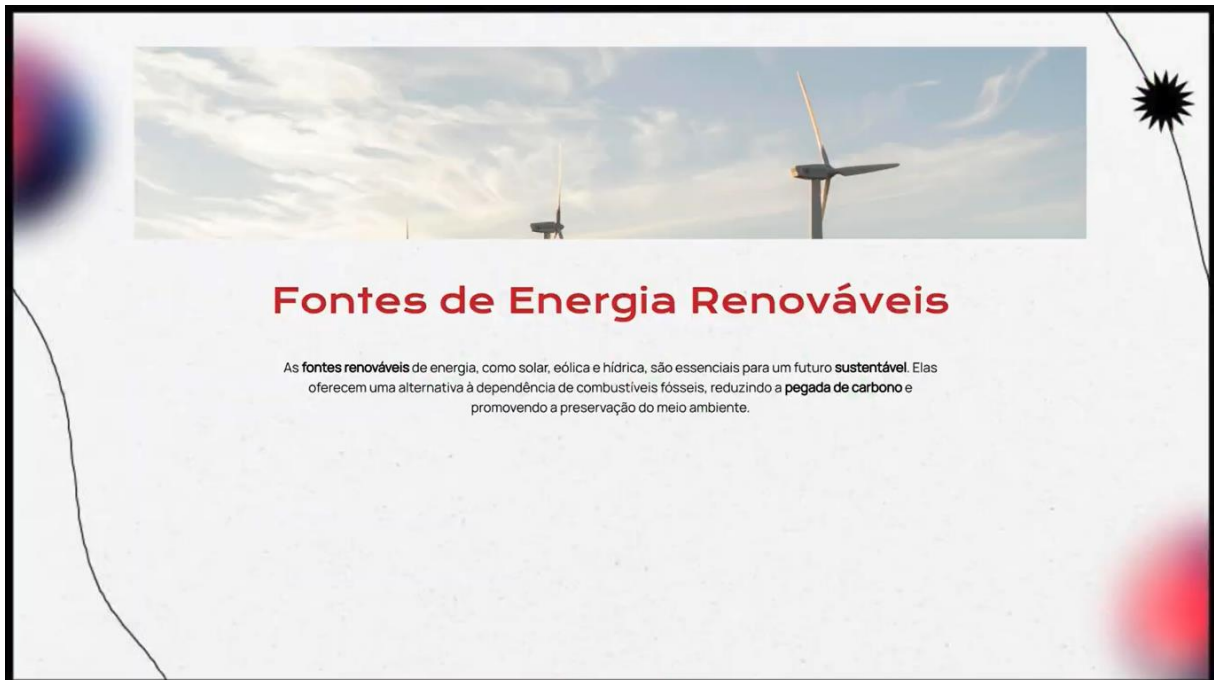 Fontes de Energia Renováveis
As fontes renováveis de energia, como solar, eólica e hídrica, são essenciais para um futuro sustentável. Elas
oferecem uma alternativa à dependência de combustíveis fósseis, reduzindo a pegada de carbono e
promovendo a preservação do meio ambiente.